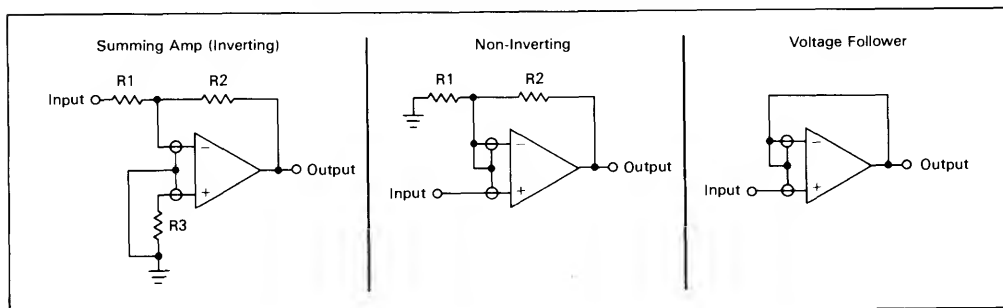 Summing Amp (Inverting)
R1
R2
Input
−
+
Output
R3
Non-Inverting
R1
R2
−
+
Input
Output
Voltage Follower
−
+
Input
Output